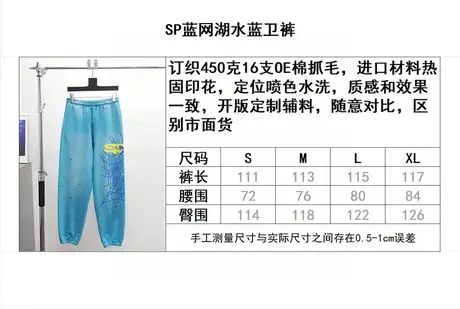 SP蓝网湖水蓝卫裤
订织450克16支OE棉抓毛，进口材料热
固印花，定位喷色水洗，质感和效果
一致，开版定制辅料，随意对比，区
别市面货
尺码 S M L XL
裤长 111 113 115 117
腰围 72 76 80 84
臀围 114 118 122 126
手工测量尺寸与实际尺寸之间存在0.5-1cm误差